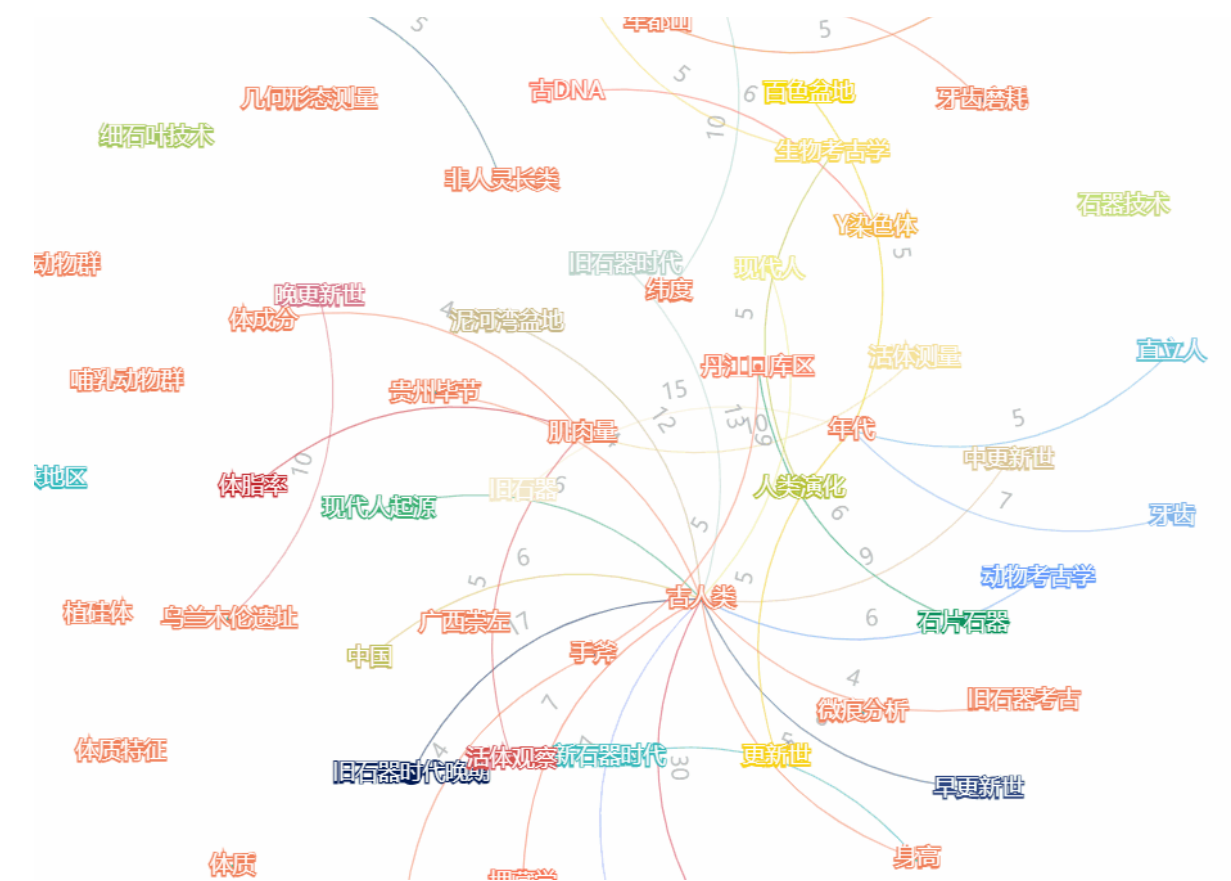 5
5
5
古DNA
6
百色盆地
牙齿磨耗
几何形态测量
10
细石叶技术
生物考古学
非人灵长类
石器技术
Y染色体
5
动物群
旧石器时代
现代人
纬度
晚更新世
体成分
4
泥河湾盆地
5
活体测量
直立人
丹江口库区
哺乳动物群
贵州毕节
15
12
13
10
9
5
肌肉量
年代
中更新世
10
地区
体脂率
旧石器
6
人类演化
现代人起源
6
7
牙齿
5
6
9
5
5
动物考古学
古人类
植硅体
乌兰木伦遗址
广西崇左
17
6
石片石器
中国
手斧
4
7
微痕分析
旧石器考古
体质特征
4
活体观察
新石器时代
5
更新世
30
旧石器时代晚期
早更新世
体质
身高